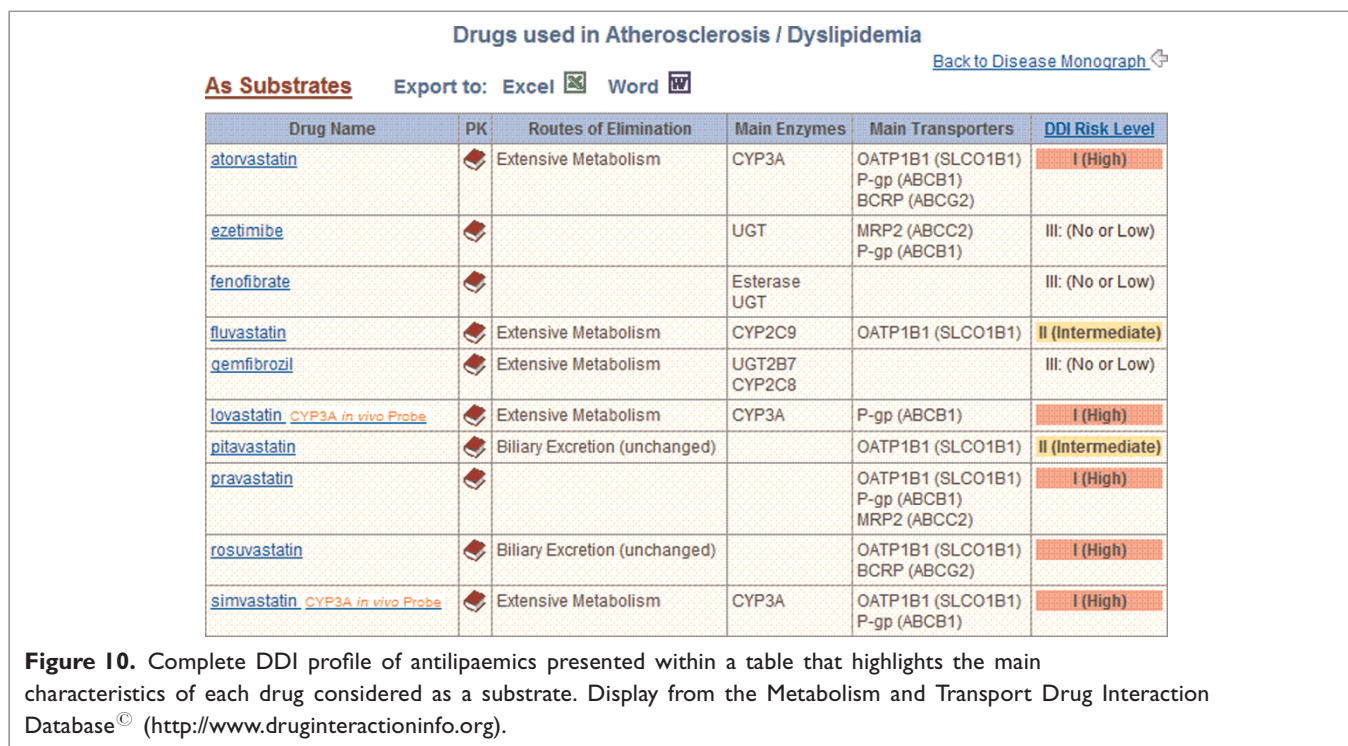 Drugs used in Atherosclerosis / Dyslipidemia
Back to Disease Monograph
As Substrates Export to: Excel Word
Drug Name PK Routes of Elimination Main Enzymes Main Transporters DDI Risk Level
atorvastatin Extensive Metabolism CYP3A OATP1B1 (SLCO1B1) I (High)
P-gp (ABCB1)
BCRP (ABCG2)
ezetimibe UGT MRP2 (ABCC2) III: (No or Low)
P-gp (ABCB1)
fenofibrate Esterase III: (No or Low)
UGT
fluvastatin Extensive Metabolism CYP2C9 OATP1B1 (SLCO1B1) II (Intermediate)
gemfibrozil Extensive Metabolism UGT2B7 III: (No or Low)
CYP2C8
lovastatin CYP3A in vivo Probe Extensive Metabolism CYP3A P-gp (ABCB1) I (High)
pitavastatin Biliary Excretion (unchanged) OATP1B1 (SLCO1B1) II (Intermediate)
pravastatin OATP1B1 (SLCO1B1) I (High)
P-gp (ABCB1)
MRP2 (ABCC2)
rosuvastatin Biliary Excretion (unchanged) OATP1B1 (SLCO1B1) I (High)
BCRP (ABCG2)
simvastatin CYP3A in vivo Probe Extensive Metabolism CYP3A OATP1B1 (SLCO1B1) I (High)
P-gp (ABCB1)
Figure 10. Complete DDI profile of antilipaemics presented within a table that highlights the main
characteristics of each drug considered as a substrate. Display from the Metabolism and Transport Drug Interaction
Database© (http://www.druginteractioninfo.org).